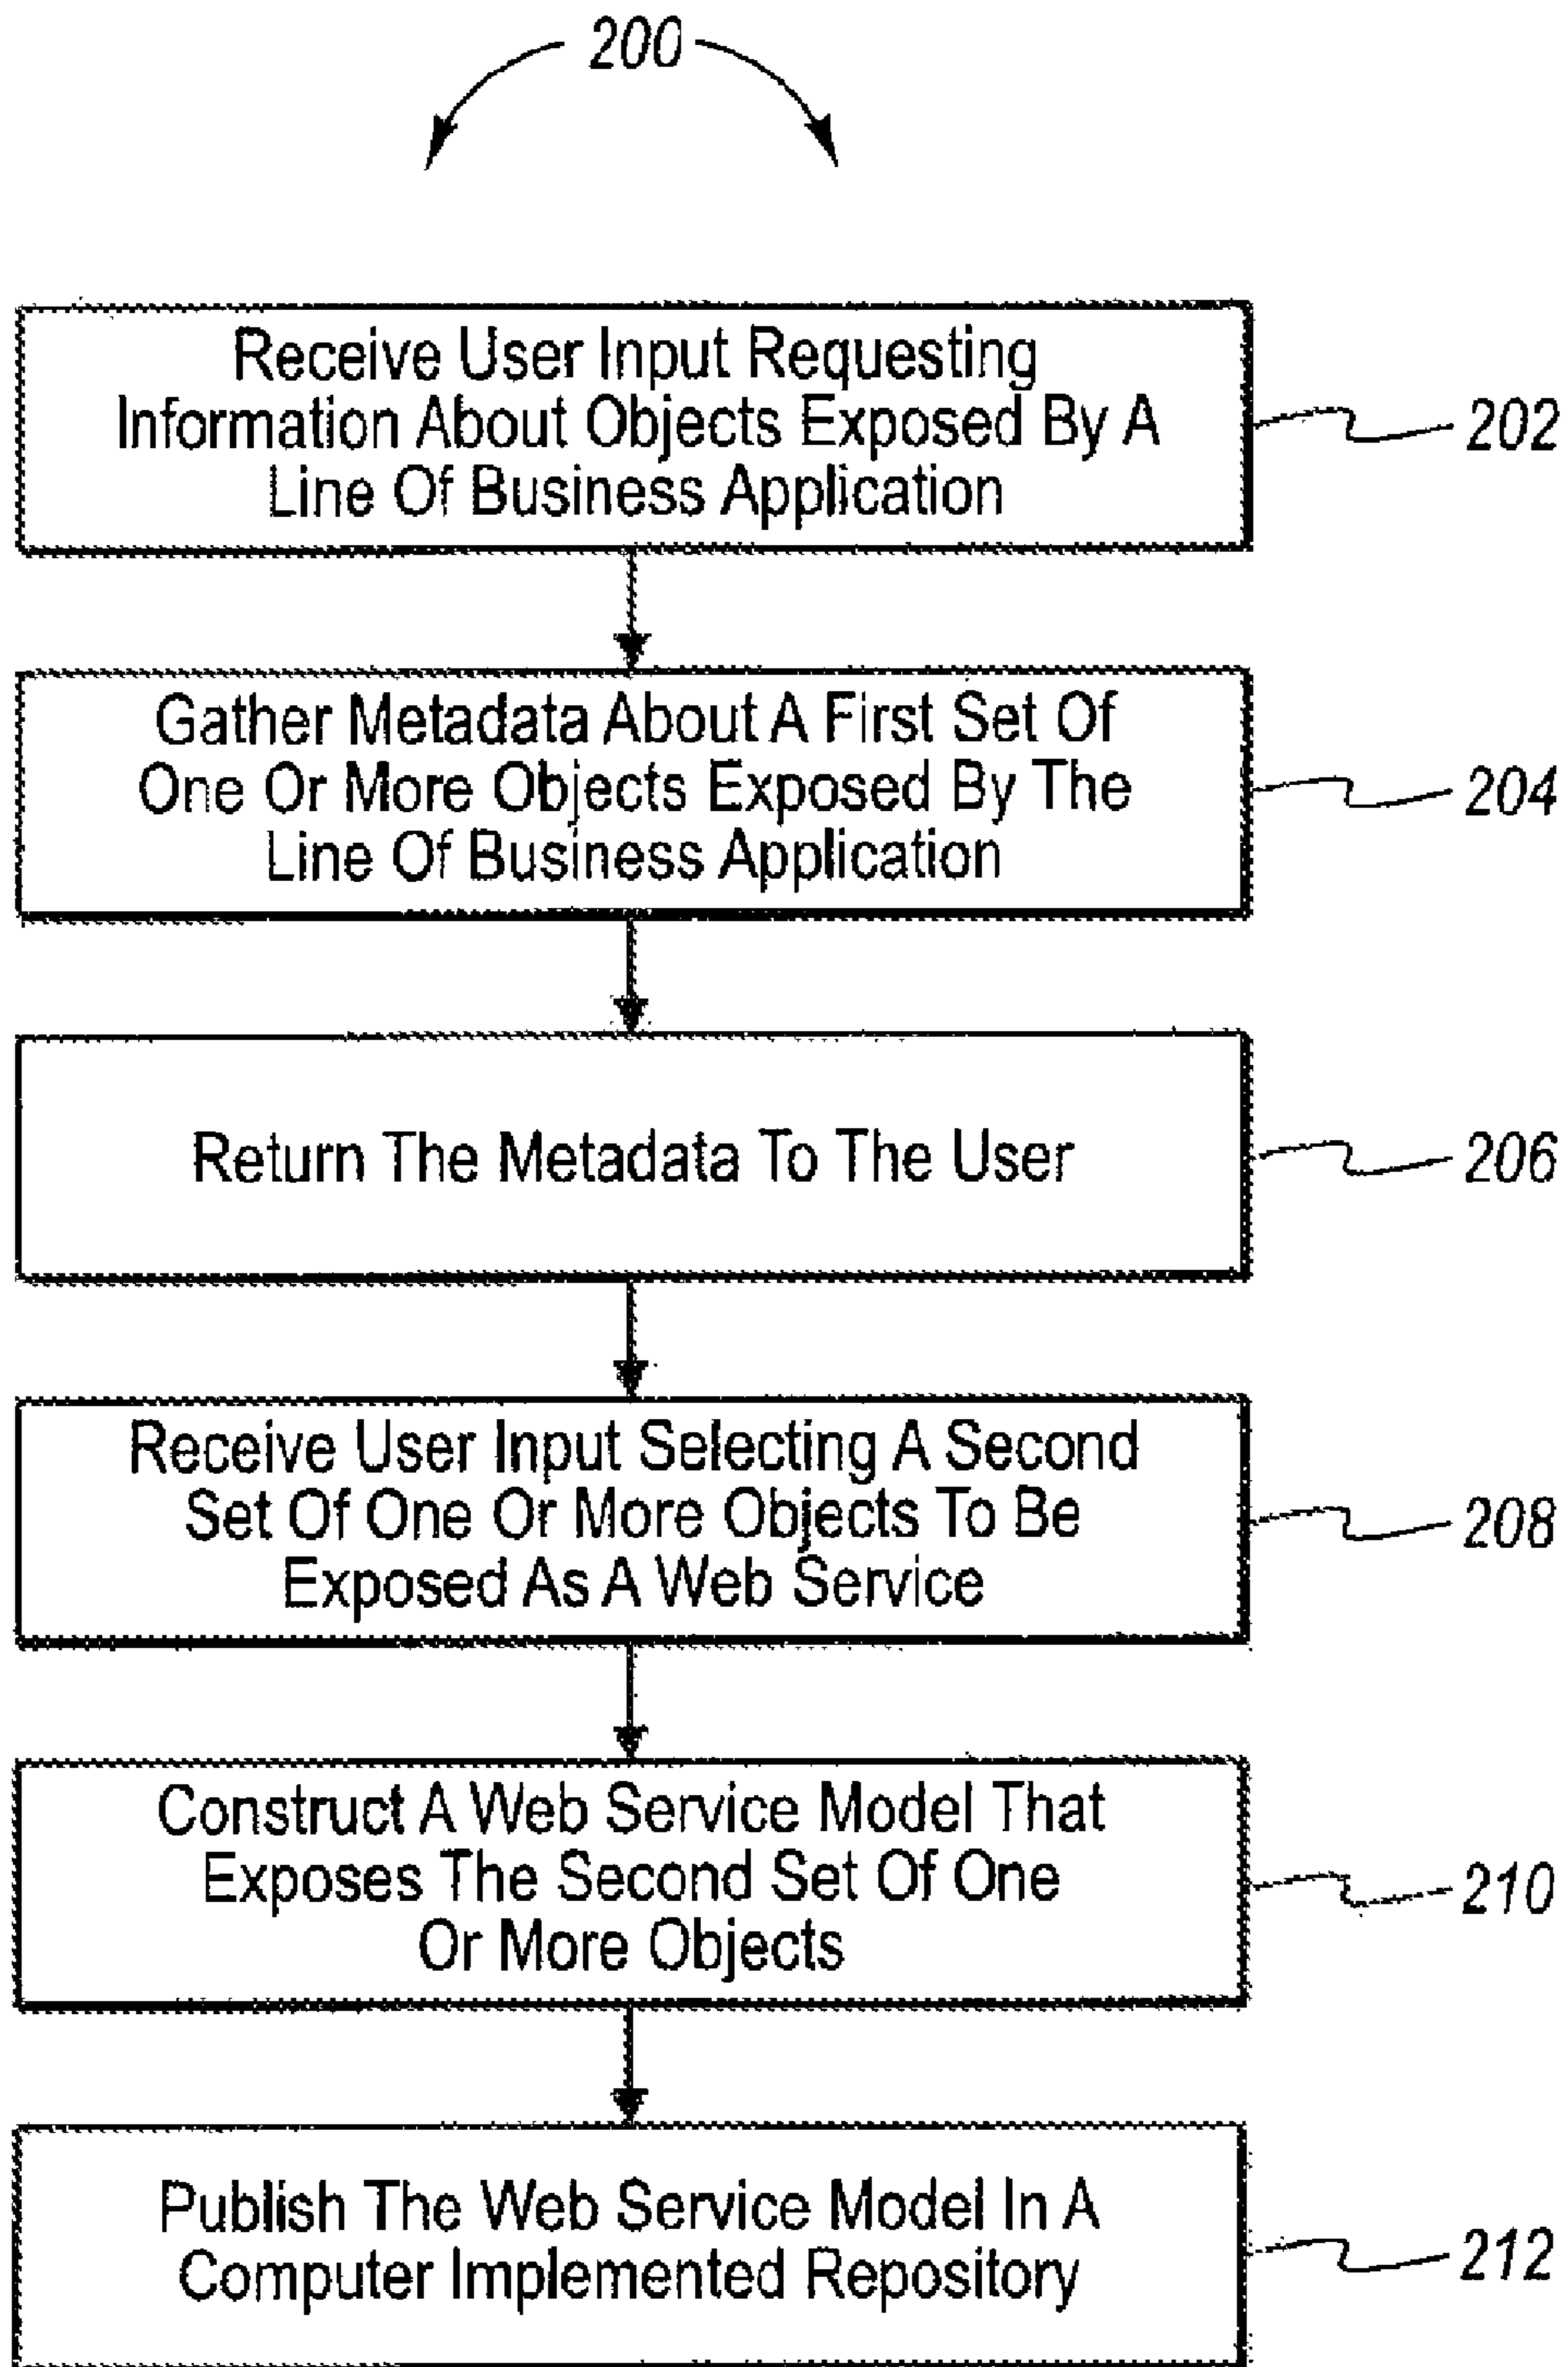 200
Receive User Input Requesting
Information About Objects Exposed By A
Line Of Business Application
202
Gather Metadata About A First Set Of
One Or More Objects Exposed By The
Line Of Business Application
204
Return The Metadata To The User
206
Receive User Input Selecting A Second
Set Of One Or More Objects To Be
Exposed As A Web Service
208
Construct A Web Service Model That
Exposes The Second Set Of One
Or More Objects
210
Publish The Web Service Model In A
Computer Implemented Repository
212